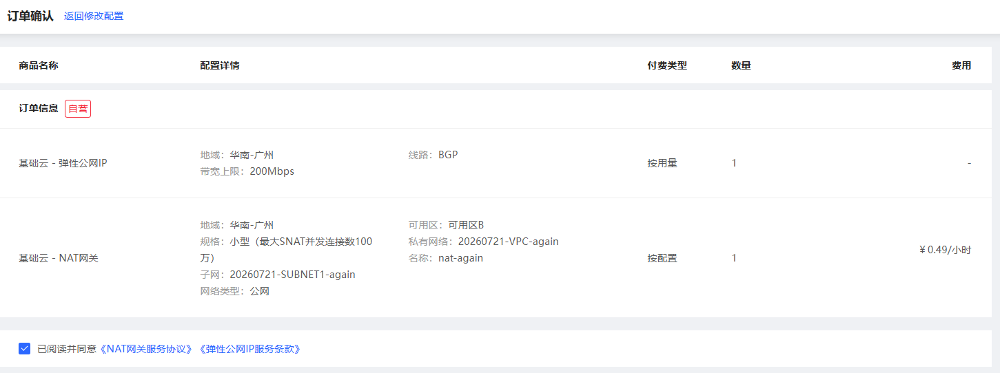 订单确认 返回修改配置
商品名称 配置详情 付费类型 数量 费用
订单信息 自营
基础云 - 弹性公网IP
地域：华南-广州 线路：BGP
带宽上限：200Mbps
按用量 1 -
基础云 - NAT网关
地域：华南-广州 可用区：可用区B
规格：小型（最大SNAT并发连接数100 私有网络：20260721-VPC-again
万） 名称：nat-again
子网：20260721-SUBNET1-again
网络类型：公网
按配置 1 ￥0.49/小时
已阅读并同意《NAT网关服务协议》《弹性公网IP服务条款》